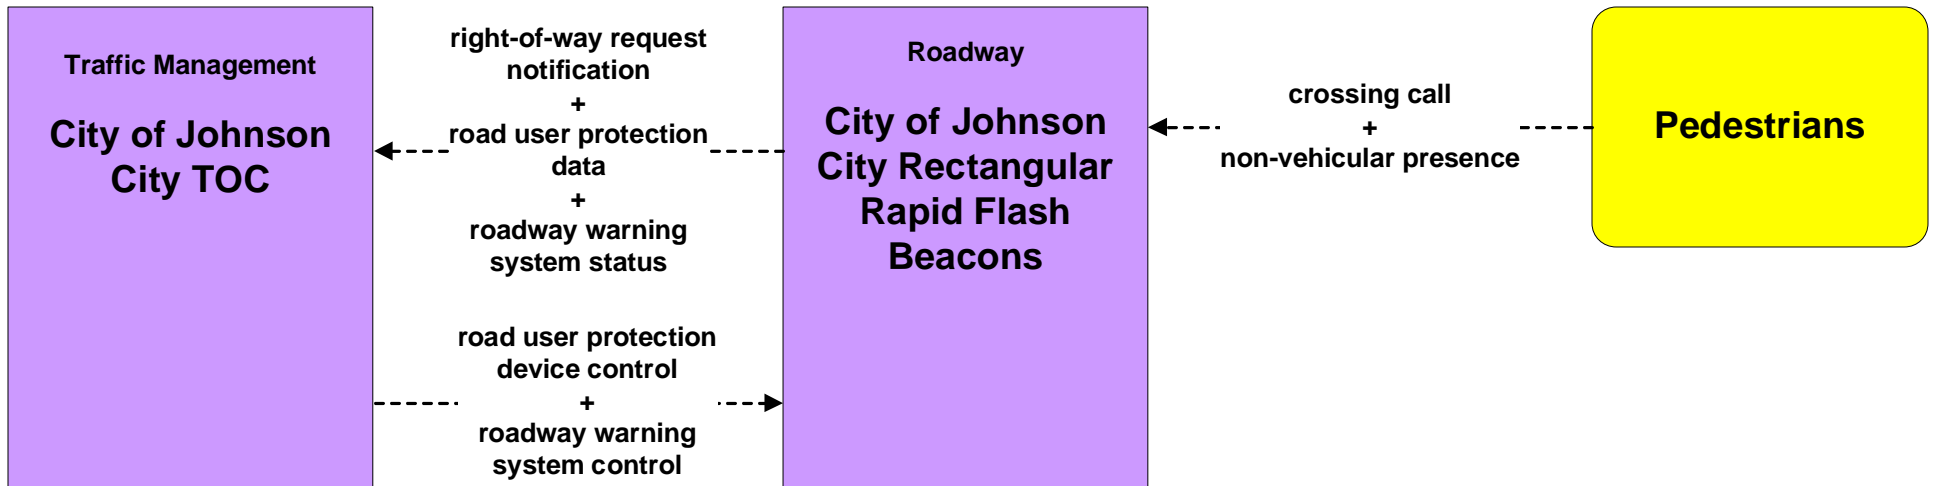 Traffic Management
City of Johnson
City TOC
right-of-way request
notification
+
road user protection
data
+
roadway warning
system status
road user protection
device control
+
roadway warning
system control
Roadway
City of Johnson
City Rectangular
Rapid Flash
Beacons
crossing call
+
non-vehicular presence
Pedestrians